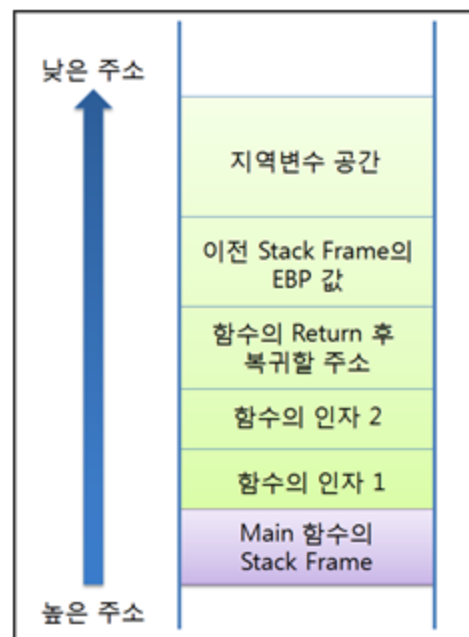 낮은 주소
지역변수 공간
이전 Stack Frame의
EBP 값
함수의 Return 후
복귀할 주소
함수의 인자 2
함수의 인자 1
Main 함수의
Stack Frame
높은 주소